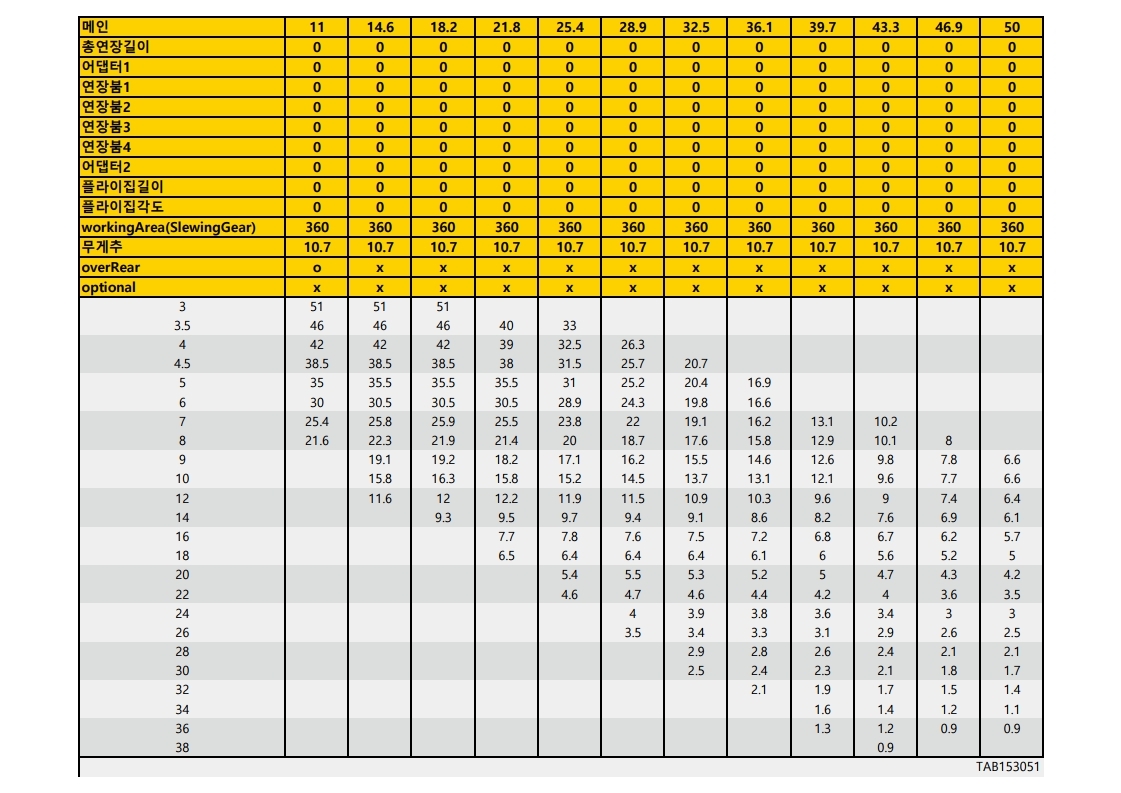 메인 11 14.6 18.2 21.8 25.4 28.9 32.5 36.1 39.7 43.3 46.9 50
총연장길이 0 0 0 0 0 0 0 0 0 0 0 0
어댑터1 0 0 0 0 0 0 0 0 0 0 0 0
연장붐1 0 0 0 0 0 0 0 0 0 0 0 0
연장붐2 0 0 0 0 0 0 0 0 0 0 0 0
연장붐3 0 0 0 0 0 0 0 0 0 0 0 0
연장붐4 0 0 0 0 0 0 0 0 0 0 0 0
어댑터2 0 0 0 0 0 0 0 0 0 0 0 0
플라이집길이 0 0 0 0 0 0 0 0 0 0 0 0
플라이집각도 0 0 0 0 0 0 0 0 0 0 0 0
workingArea(SlewingGear) 360 360 360 360 360 360 360 360 360 360 360 360
무게추 10.7 10.7 10.7 10.7 10.7 10.7 10.7 10.7 10.7 10.7 10.7 10.7
overRear o x x x x x x x x x x x
optional x x x x x x x x x x x x
3 51 51 51
3.5 46 46 46 40 33
4 42 42 42 39 32.5 26.3
4.5 38.5 38.5 38.5 38 31.5 25.7 20.7
5 35 35.5 35.5 35.5 31 25.2 20.4 16.9
6 30 30.5 30.5 30.5 28.9 24.3 19.8 16.6
7 25.4 25.8 25.9 25.5 23.8 22 19.1 16.2 13.1 10.2
8 21.6 22.3 21.9 21.4 20 18.7 17.6 15.8 12.9 10.1 8
9 19.1 19.2 18.2 17.1 16.2 15.5 14.6 12.6 9.8 7.8 6.6
10 15.8 16.3 15.8 15.2 14.5 13.7 13.1 12.1 9.6 7.7 6.6
12 11.6 12 12.2 11.9 11.5 10.9 10.3 9.6 9 7.4 6.4
14 9.3 9.5 9.7 9.4 9.1 8.6 8.2 7.6 6.9 6.1
16 7.7 7.8 7.6 7.5 7.2 6.8 6.7 6.2 5.7
18 6.5 6.4 6.4 6.4 6.1 6 5.6 5.2 5
20 5.4 5.5 5.3 5.2 5 4.7 4.3 4.2
22 4.6 4.7 4.6 4.4 4.2 4 3.6 3.5
24 4 3.9 3.8 3.6 3.4 3 3
26 3.5 3.4 3.3 3.1 2.9 2.6 2.5
28 2.9 2.8 2.6 2.4 2.1 2.1
30 2.5 2.4 2.3 2.1 1.8 1.7
32 2.1 1.9 1.7 1.5 1.4
34 1.6 1.4 1.2 1.1
36 1.3 1.2 0.9 0.9
38 0.9
TAB153051